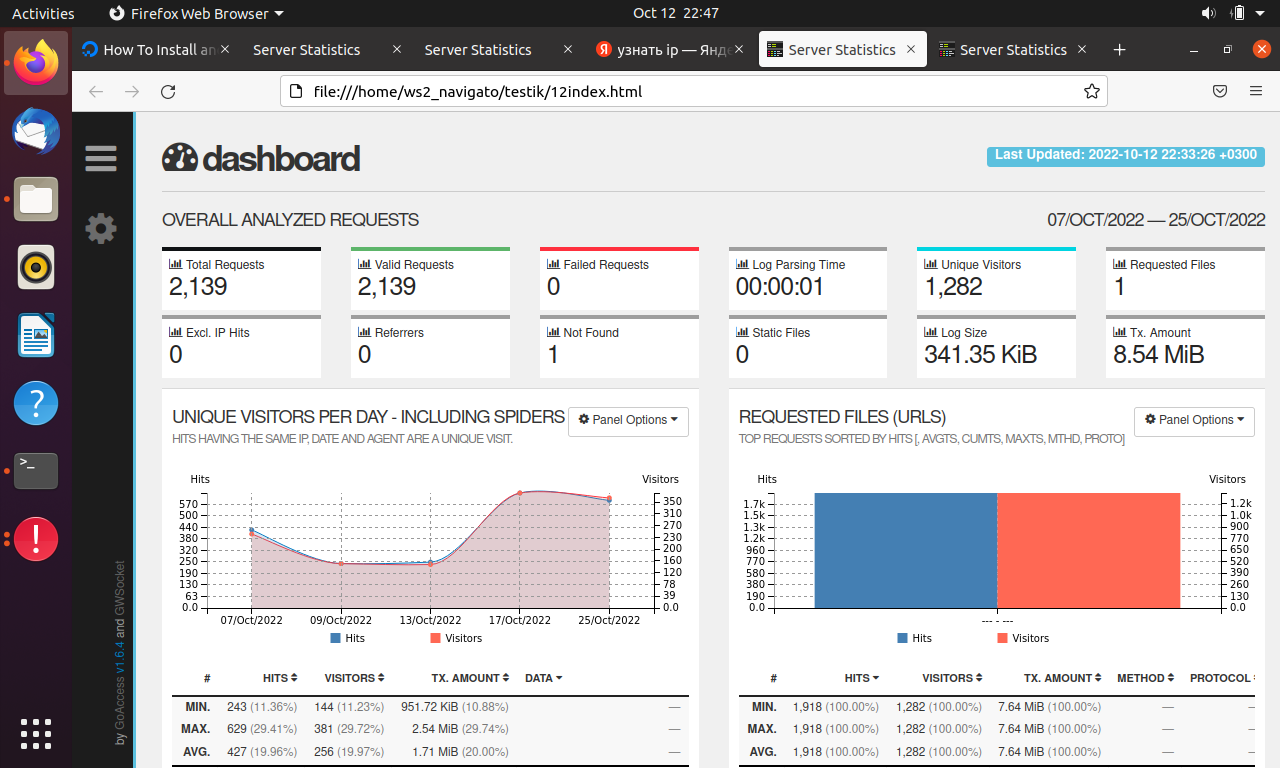 Activities Firefox Web Browser Oct 12 22:47
How To Install an Server Statistics Server Statistics узнать ip — Янде Server Statistics Server Statistics
file:///home/ws2_navigato/testik/12index.html
dashboard Last Updated: 2022-10-12 22:33:26 +0300
OVERALL ANALYZED REQUESTS 07/OCT/2022 — 25/OCT/2022
Total Requests Valid Requests Failed Requests Log Parsing Time Unique Visitors Requested Files
2,139 2,139 0 00:00:01 1,282 1
Excl. IP Hits Referrers Not Found Static Files Log Size Tx. Amount
0 0 1 0 341.35 KiB 8.54 MiB
UNIQUE VISITORS PER DAY - INCLUDING SPIDERS Panel Options
HITS HAVING THE SAME IP, DATE AND AGENT ARE A UNIQUE VISIT.
Hits Visitors
570 350
500 310
440 270
380 230
320 200
250 160
190 120
130 78
63 39
0.0 0.0
07/Oct/2022 09/Oct/2022 13/Oct/2022 17/Oct/2022 25/Oct/2022
Hits Visitors
# HITS VISITORS TX. AMOUNT DATA
MIN. 243 (11.36%) 144 (11.23%) 951.72 KiB (10.88%) —
MAX. 629 (29.41%) 381 (29.72%) 2.54 MiB (29.74%) —
AVG. 427 (19.96%) 256 (19.97%) 1.71 MiB (20.00%) —
REQUESTED FILES (URLS) Panel Options
TOP REQUESTS SORTED BY HITS [, AVGTS, CUMTS, MAXTS, MTHD, PROTO]
Hits Visitors
1.7k 1.2k
1.5k 1.0k
1.3k 900
1.2k 770
960 650
770 520
580 390
380 260
190 130
0.0 0.0
Hits Visitors
# HITS VISITORS TX. AMOUNT METHOD PROTOCOL
MIN. 1,918 (100.00%) 1,282 (100.00%) 7.64 MiB (100.00%) — —
MAX. 1,918 (100.00%) 1,282 (100.00%) 7.64 MiB (100.00%) — —
AVG. 1,918 (100.00%) 1,282 (100.00%) 7.64 MiB (100.00%) — —
by GoAccess v1.6.4 and GWSocket